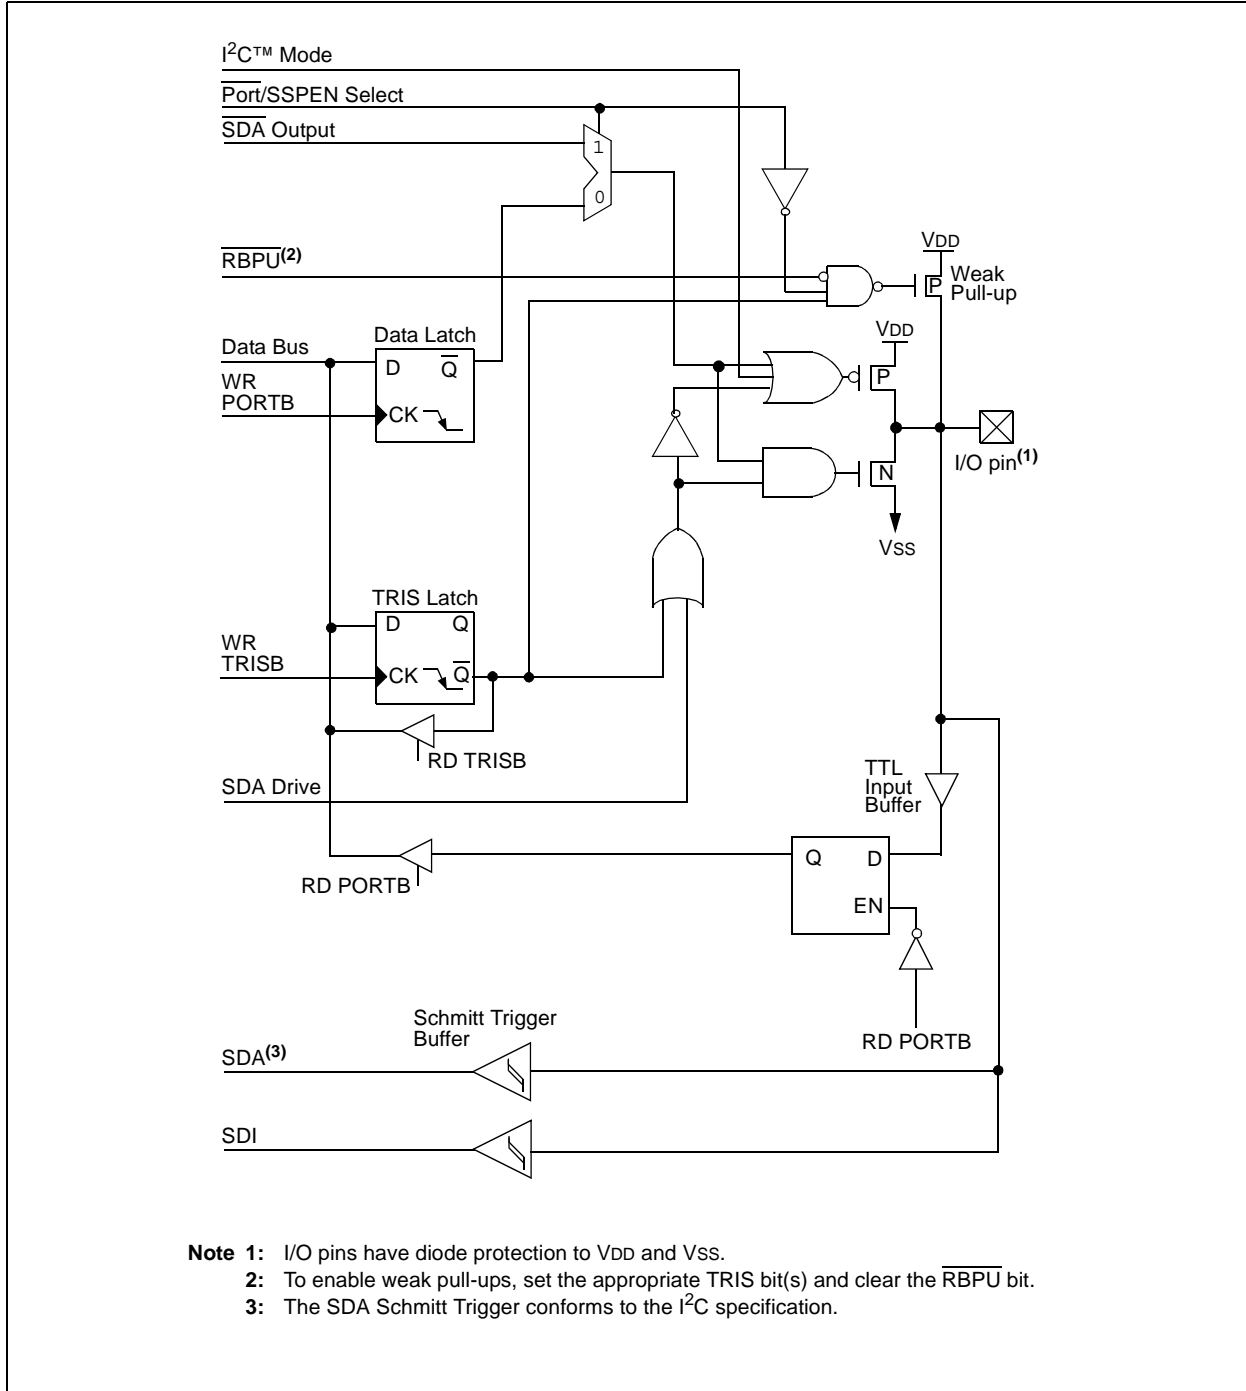 I²C™ Mode
Port/SSPEN Select
SDA Output
1
0
RBPU(2)
VDD
Weak
Pull-up
P
VDD
Data Latch
Data Bus
D
Q
P
WR
PORTB
CK
I/O pin(1)
N
VSS
TRIS Latch
D
Q
WR
TRISB
CK
Q
RD TRISB
TTL
Input
Buffer
SDA Drive
Q
D
RD PORTB
EN
Schmitt Trigger
Buffer
RD PORTB
SDA(3)
SDI
Note 1: I/O pins have diode protection to VDD and VSS.
2: To enable weak pull-ups, set the appropriate TRIS bit(s) and clear the RBPU bit.
3: The SDA Schmitt Trigger conforms to the I²C specification.